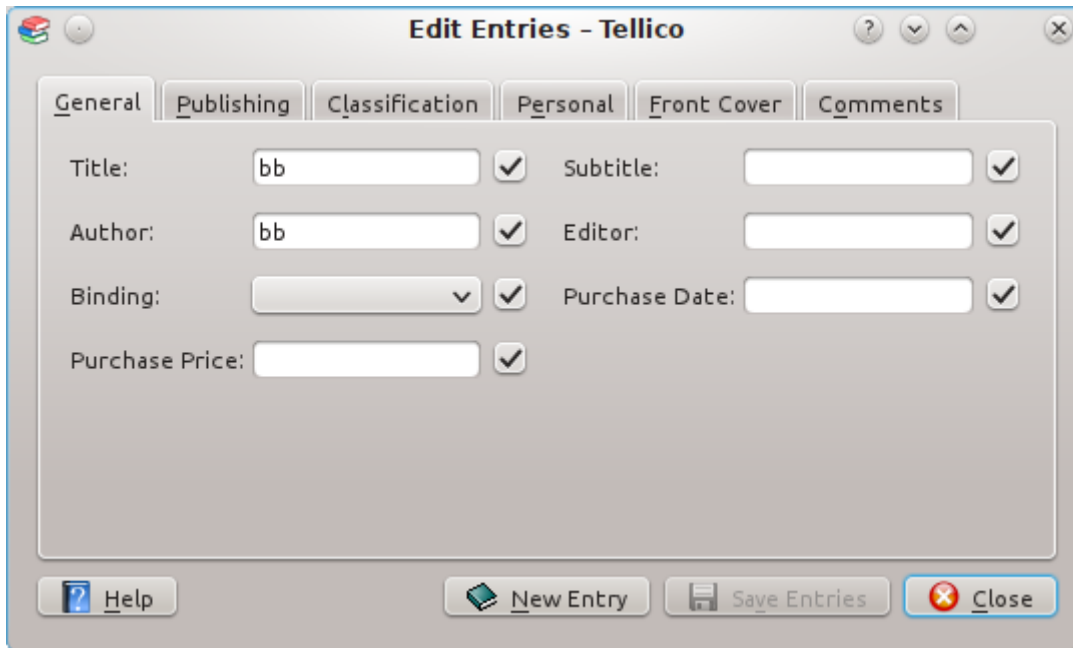 Edit Entries – Tellico
General Publishing Classification Personal Front Cover Comments
Title: bb Subtitle:
Author: bb Editor:
Binding: Purchase Date:
Purchase Price:
Help New Entry Save Entries Close